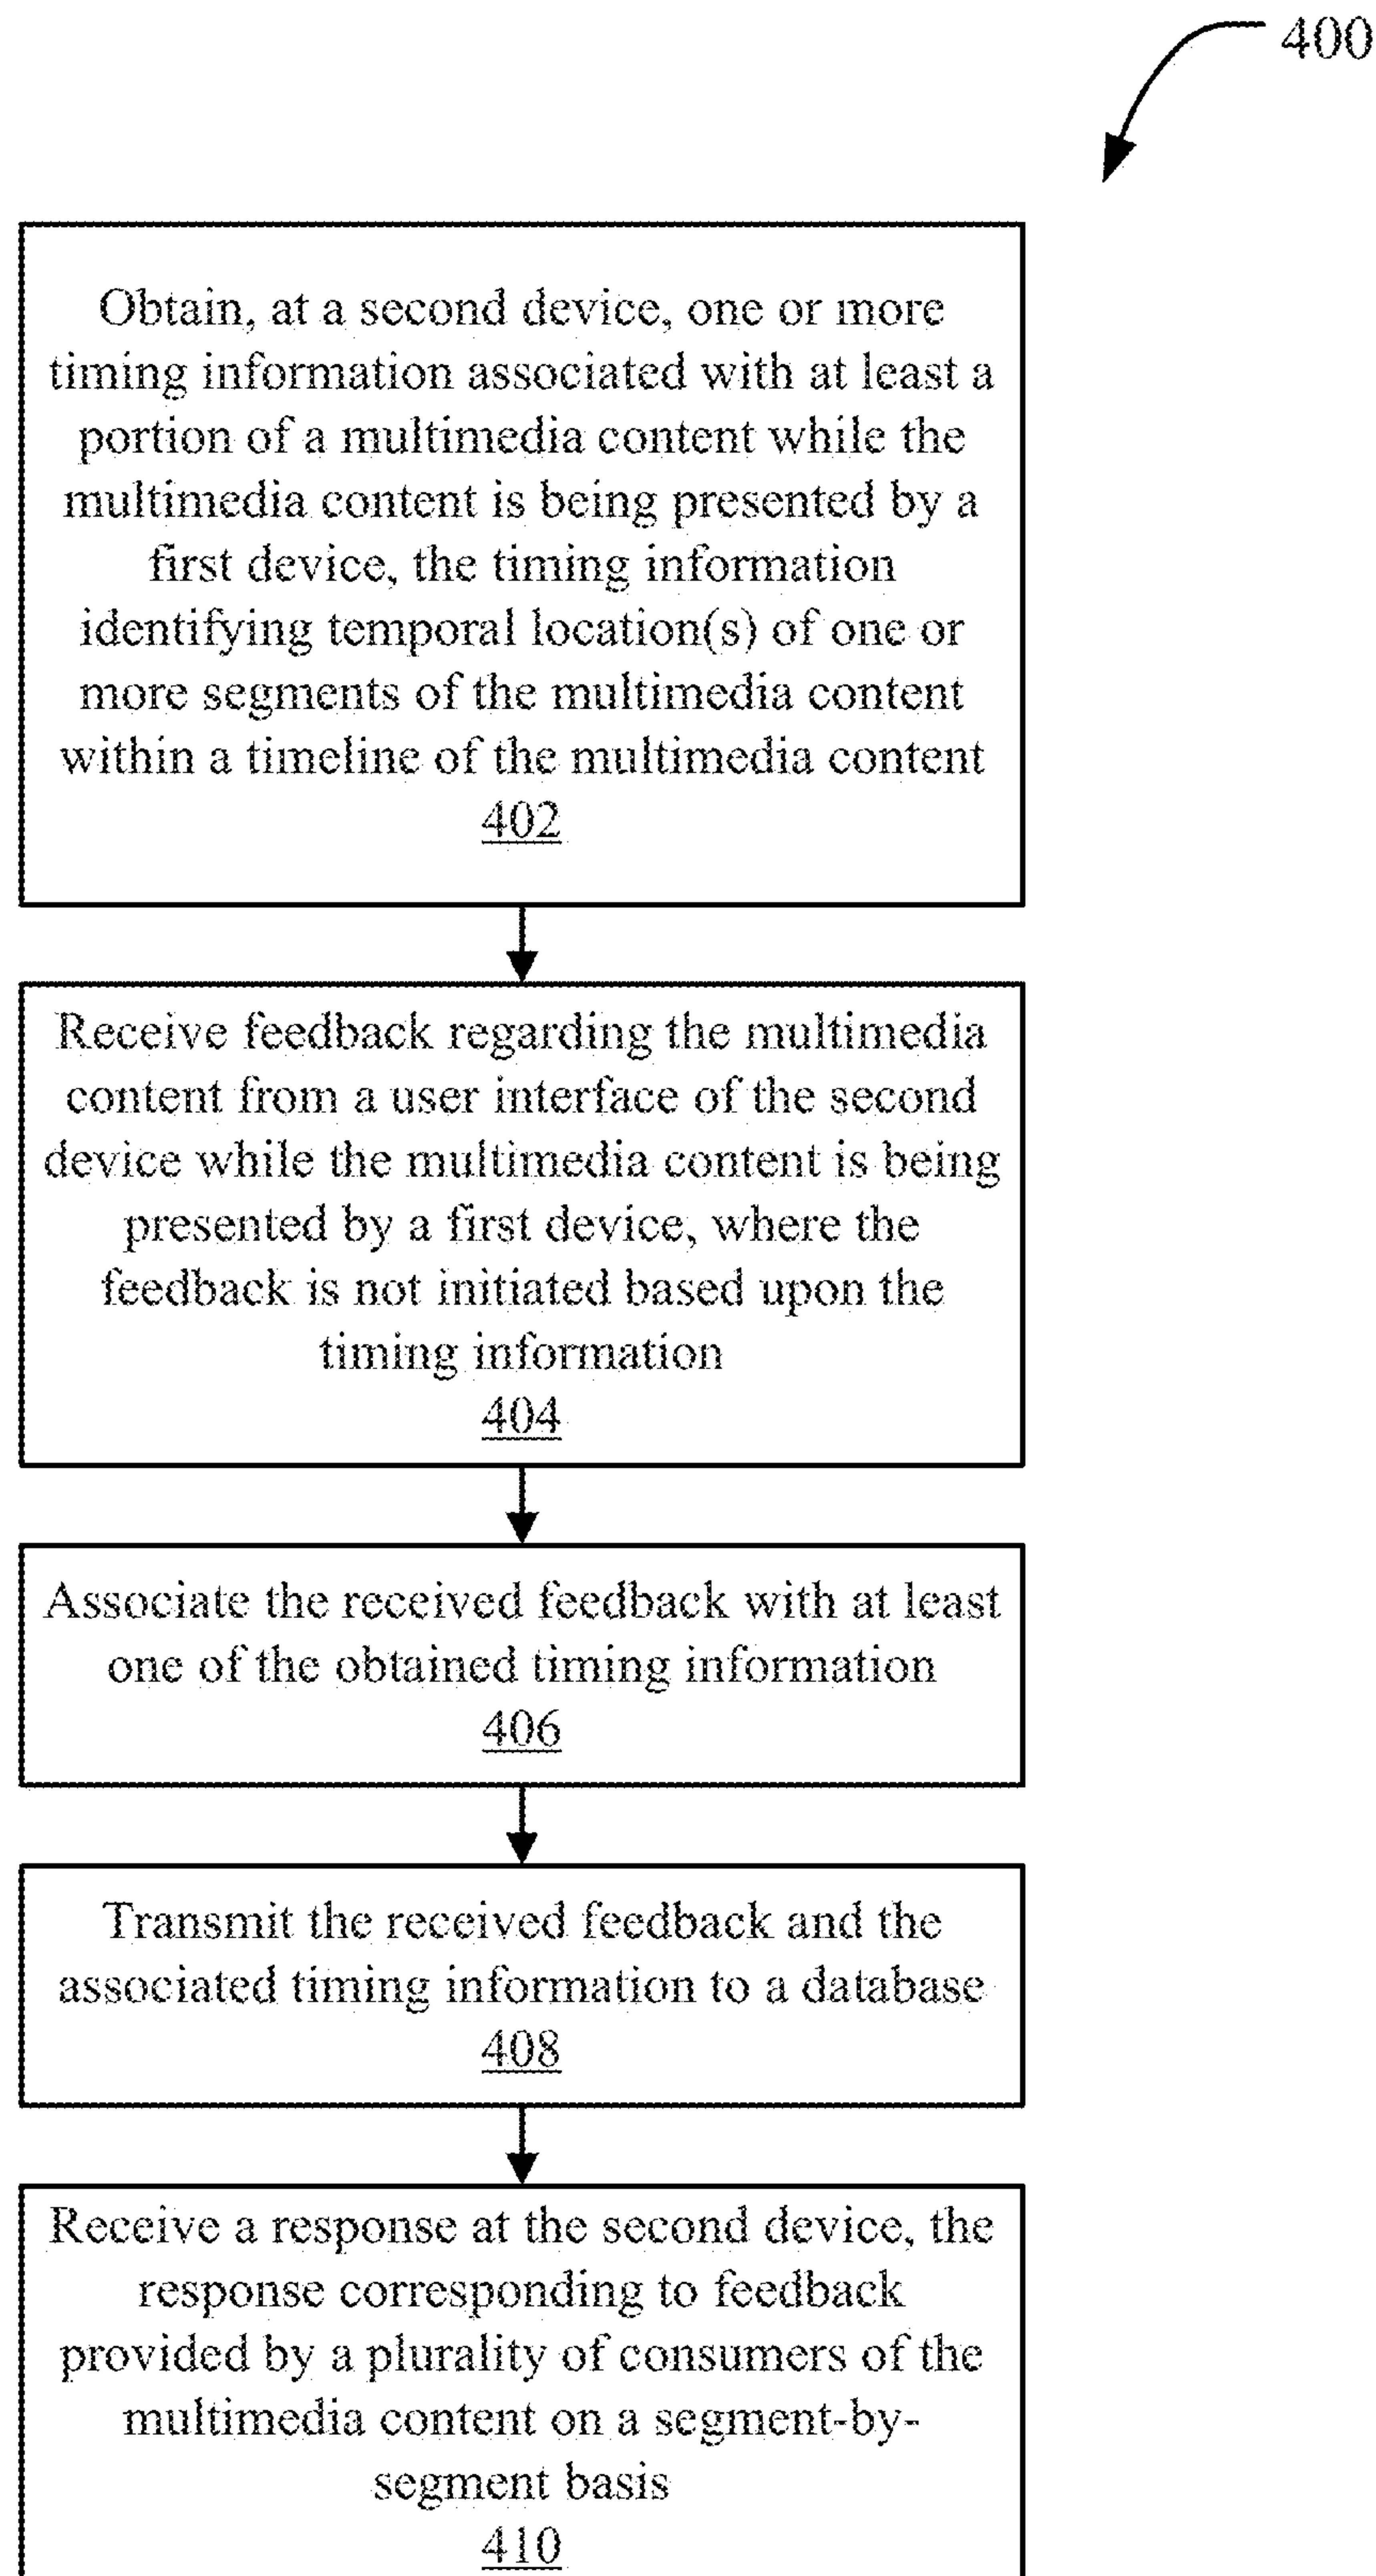 400
Obtain, at a second device, one or more
timing information associated with at least a
portion of a multimedia content while the
multimedia content is being presented by a
first device, the timing information
identifying temporal location(s) of one or
more segments of the multimedia content
within a timeline of the multimedia content
402
Receive feedback regarding the multimedia
content from a user interface of the second
device while the multimedia content is being
presented by a first device, where the
feedback is not initiated based upon the
timing information
404
Associate the received feedback with at least
one of the obtained timing information
406
Transmit the received feedback and the
associated timing information to a database
408
Receive a response at the second device, the
response corresponding to feedback
provided by a plurality of consumers of the
multimedia content on a segment-by-
segment basis
410